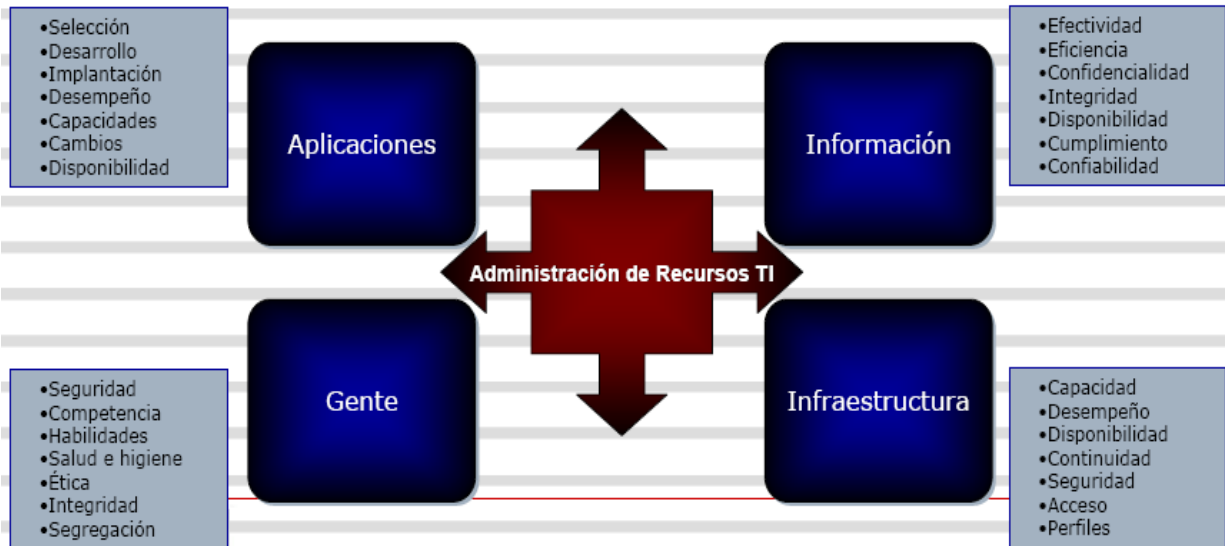 •Selección
•Desarrollo
•Implantación
•Desempeño
•Capacidades
•Cambios
•Disponibilidad
Aplicaciones
Información
•Efectividad
•Eficiencia
•Confidencialidad
•Integridad
•Disponibilidad
•Cumplimiento
•Confiabilidad
Administración de Recursos TI
•Seguridad
•Competencia
•Habilidades
•Salud e higiene
•Ética
•Integridad
•Segregación
Gente
Infraestructura
•Capacidad
•Desempeño
•Disponibilidad
•Continuidad
•Seguridad
•Acceso
•Perfiles